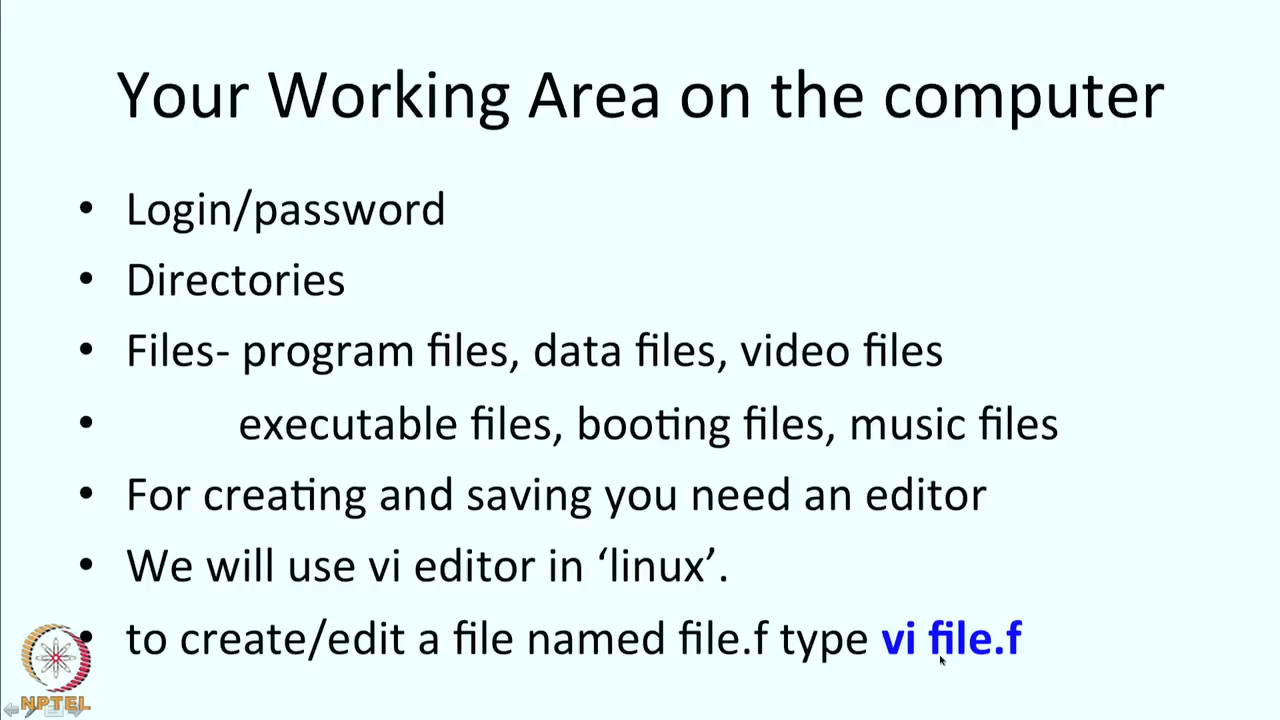 Your Working Area on the computer
• Login/password
• Directories
• Files- program files, data files, video files
• executable files, booting files, music files
• For creating and saving you need an editor
• We will use vi editor in ‘linux’.
• to create/edit a file named file.f type vi file.f
NPTEL